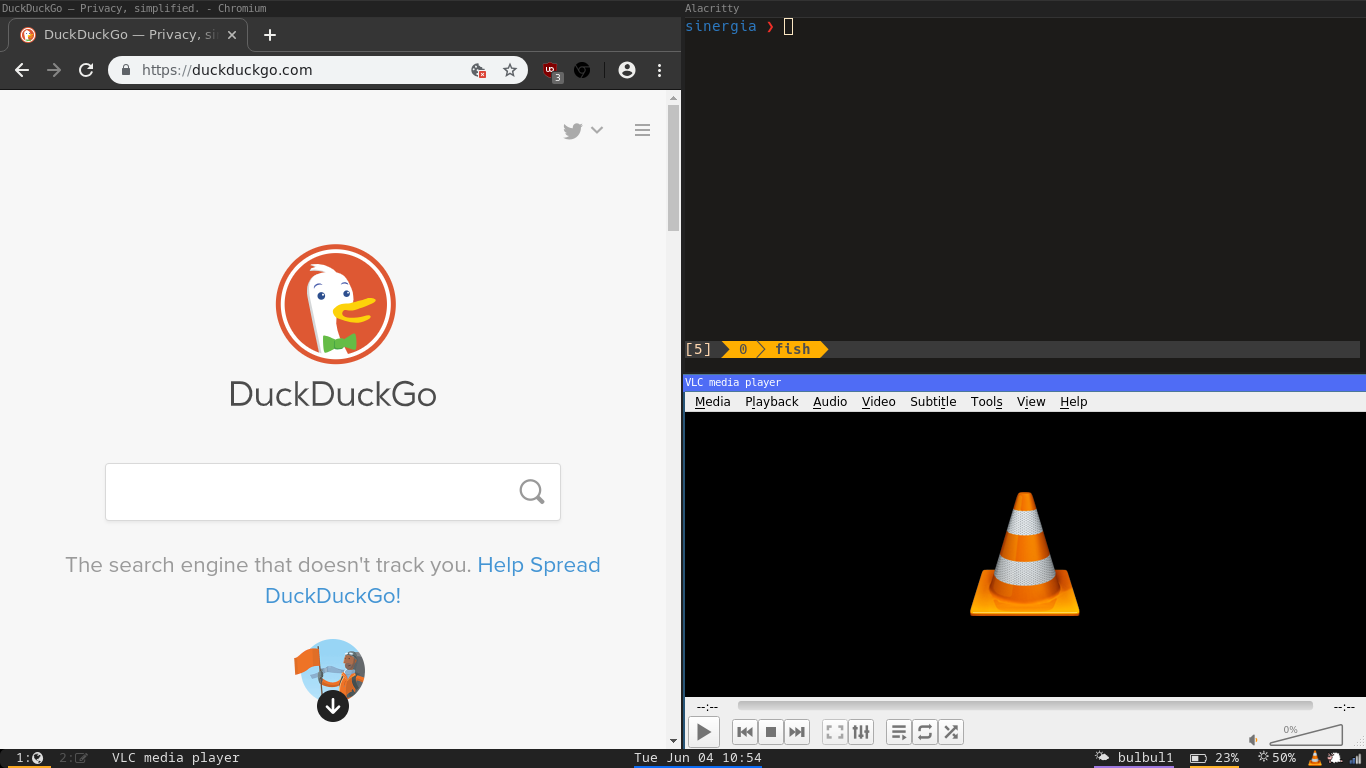 DuckDuckGo — Privacy, simplified. - Chromium
DuckDuckGo — Privacy, si
https://duckduckgo.com
3
DuckDuckGo
The search engine that doesn't track you. Help Spread
DuckDuckGo!
Alacritty
sinergia ❯
[5] 0 fish
VLC media player
Media Playback Audio Video Subtitle Tools View Help
--:-- --:--
0%
1: 2: VLC media player Tue Jun 04 10:54 bulbul1 23% 50%